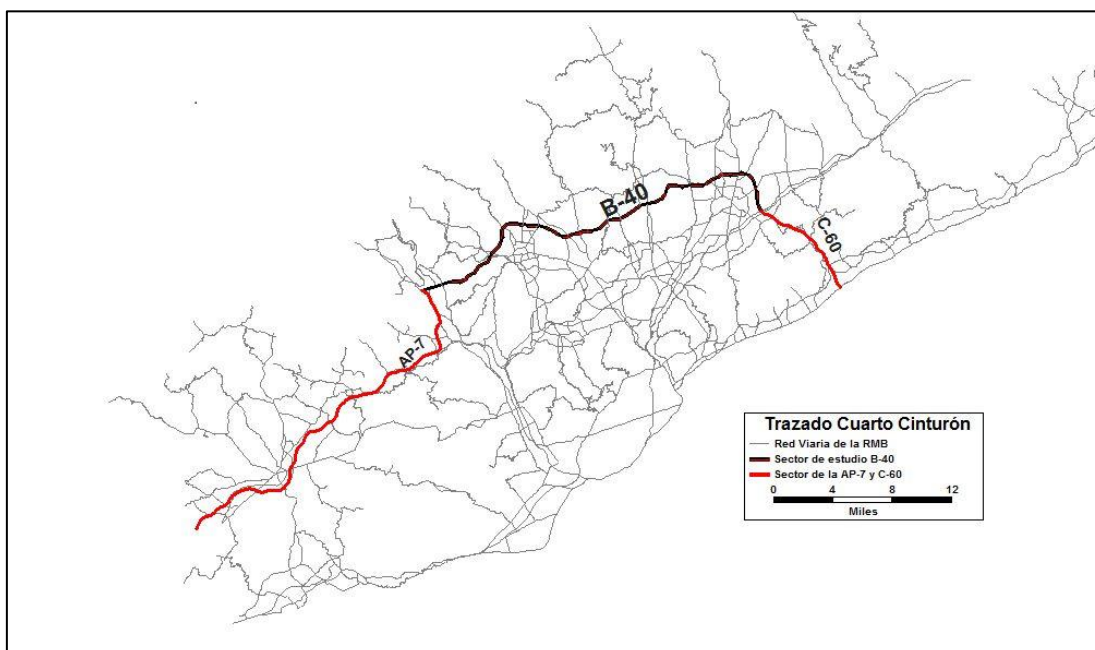 B-40
C-60
AP-7
Trazado Cuarto Cinturón
Red Viaria de la RMB
Sector de estudio B-40
Sector de la AP-7 y C-60
0 4 8 12
Miles